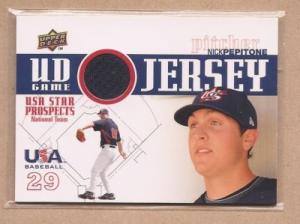 UPPER DECK
pitcher
NICK PEPITONE
UD
GAME
JERSEY
USA STAR
PROSPECTS
National Team
USA
BASEBALL
29